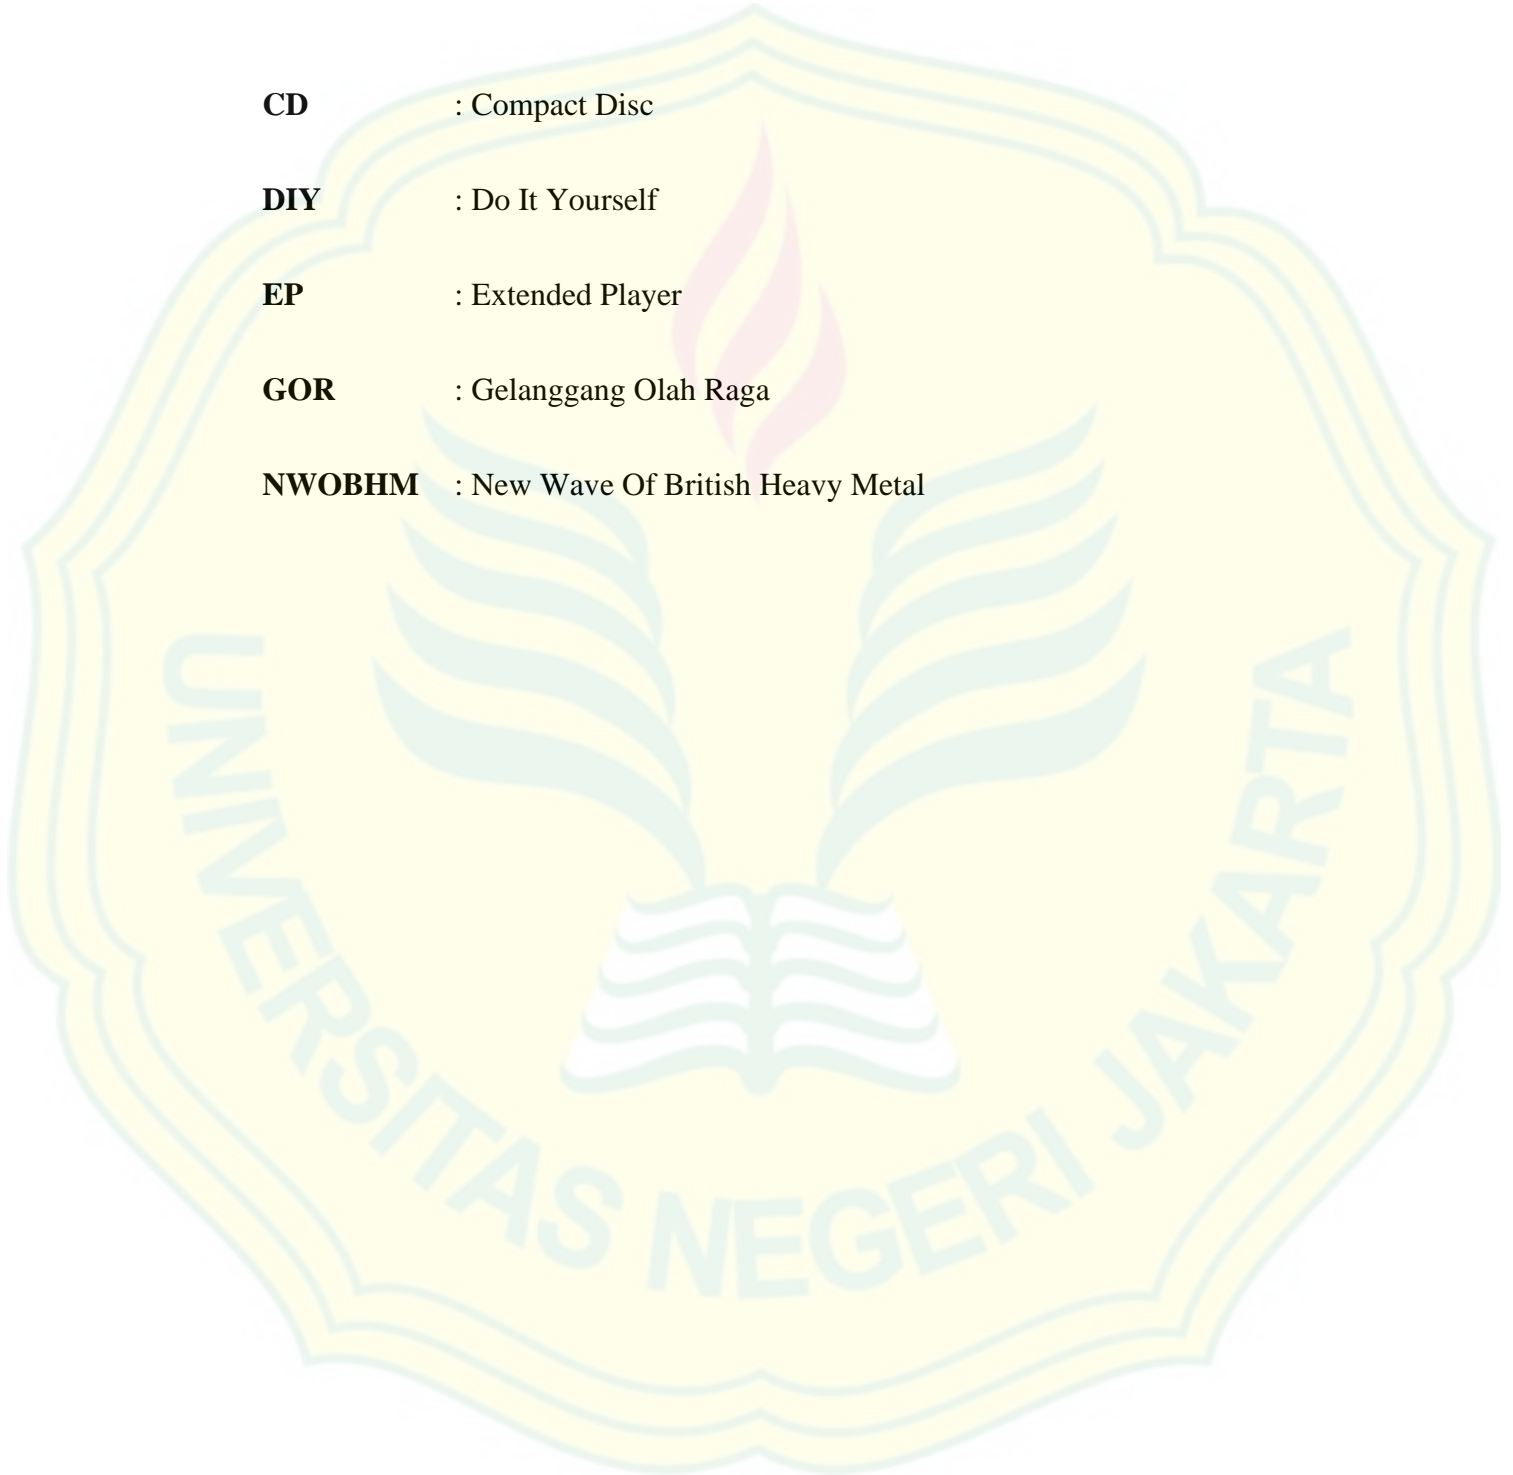 CD : Compact Disc
DIY : Do It Yourself
EP : Extended Player
GOR : Gelanggang Olah Raga
NWOBHM : New Wave Of British Heavy Metal
UNIVERSITAS NEGERI JAKARTA